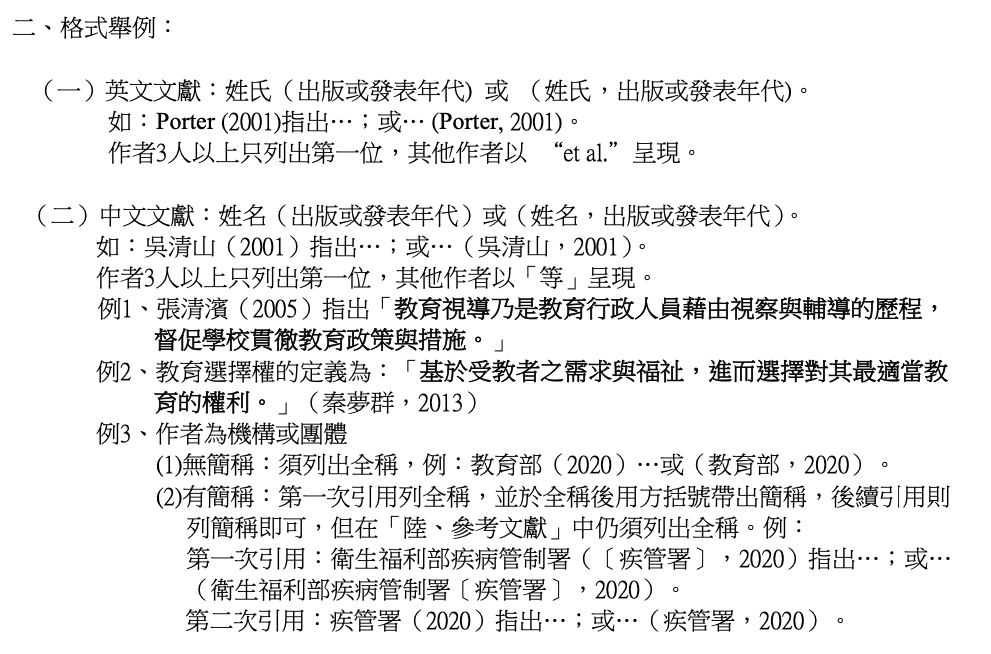 二、格式舉例：
（一）英文文獻：姓氏（出版或發表年代) 或 （姓氏，出版或發表年代)。
如：Porter (2001)指出…；或… (Porter, 2001)。
作者3人以上只列出第一位，其他作者以 “et al.” 呈現。
（二）中文文獻：姓名（出版或發表年代）或（姓名，出版或發表年代）。
如：吳清山（2001）指出…；或…（吳清山，2001）。
作者3人以上只列出第一位，其他作者以「等」呈現。
例1、張清濱（2005）指出「教育視導乃是教育行政人員藉由視察與輔導的歷程，
督促學校貫徹教育政策與措施。」
例2、教育選擇權的定義為：「基於受教者之需求與福祉，進而選擇對其最適當教
育的權利。」（秦夢群，2013）
例3、作者為機構或團體
(1)無簡稱：須列出全稱，例：教育部（2020）…或（教育部，2020）。
(2)有簡稱：第一次引用列全稱，並於全稱後用方括號帶出簡稱，後續引用則
列簡稱即可，但在「陸、參考文獻」中仍須列出全稱。例：
第一次引用：衛生福利部疾病管制署（〔疾管署〕，2020）指出…；或…
（衛生福利部疾病管制署〔疾管署〕，2020）。
第二次引用：疾管署（2020）指出…；或…（疾管署，2020）。